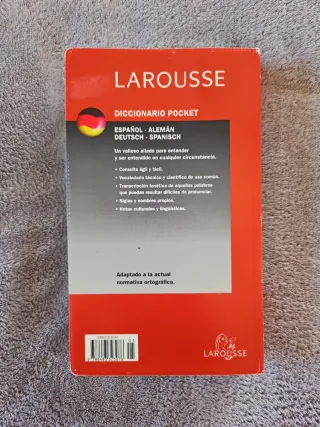 LAROUSSE
DICCIONARIO POCKET
ESPAÑOL - ALEMÁN
DEUTSCH - SPANISCH
Un valioso aliado para entender
y ser entendido en cualquier circunstancia.
• Consulta ágil y fácil.
• Vocabulario técnico y científico de uso común.
• Transcripción fonética de aquellas palabras
que puedan resultar difíciles de pronunciar.
• Siglas y nombres propios.
• Notas culturales y lingüísticas.
Adaptado a la actual
normativa ortográfica.
LAROUSSE